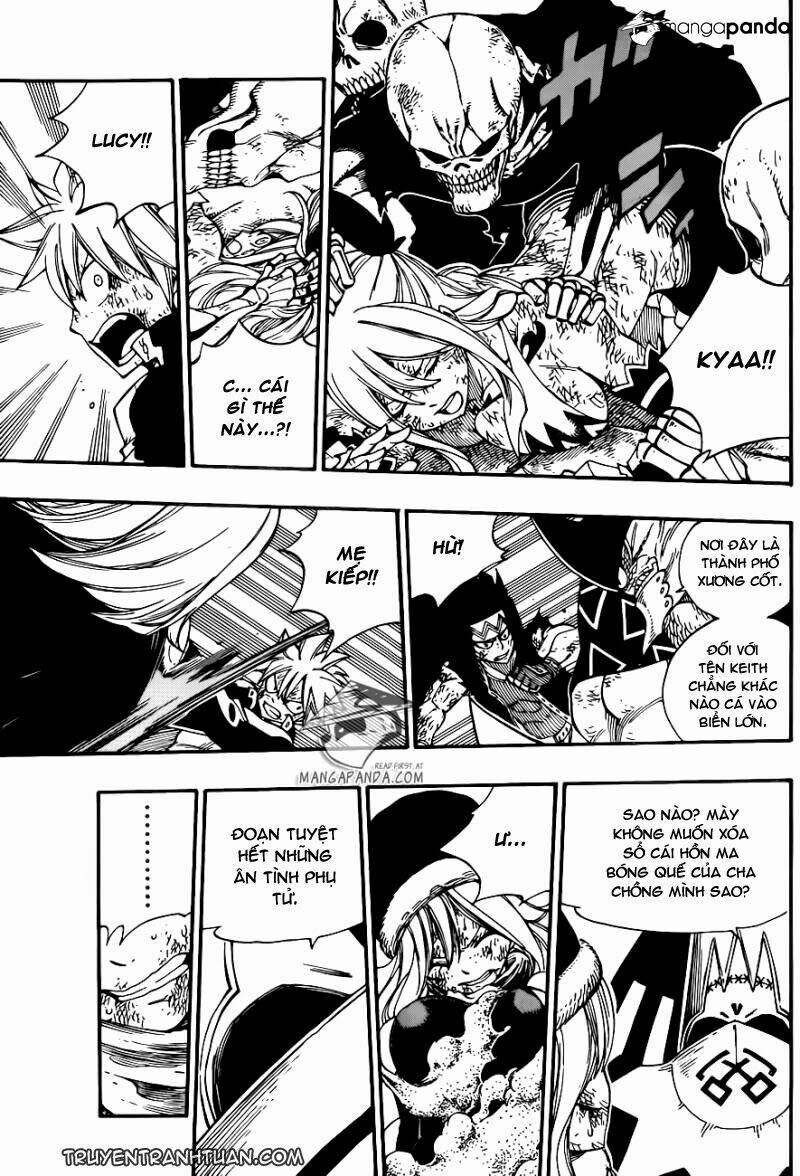 mangapanda
KYAA!!
C... CÁI
GÌ THẾ
NÀY...?!
LUCY!!
NƠI ĐÂY LÀ
THÀNH PHỐ
XƯƠNG CỐT.
ĐỐI VỚI
TÊN KEITH
CHẲNG KHÁC
NÀO CÁ VÀO
BIỂN LỚN.
HỪ!
MẸ
KIẾP!!
READ FIRST AT
MANGAPANDA.COM
SAO NÀO? MÀY
KHÔNG MUỐN XÓA
SỔ CÁI HỒN MA
BÓNG QUẾ CỦA CHA
CHỒNG MÌNH SAO?
Ư...
ĐOẠN TUYỆT
HẾT NHỮNG
ÂN TÌNH PHỤ
TỬ.
TRUYENTRANHTUAN.COM